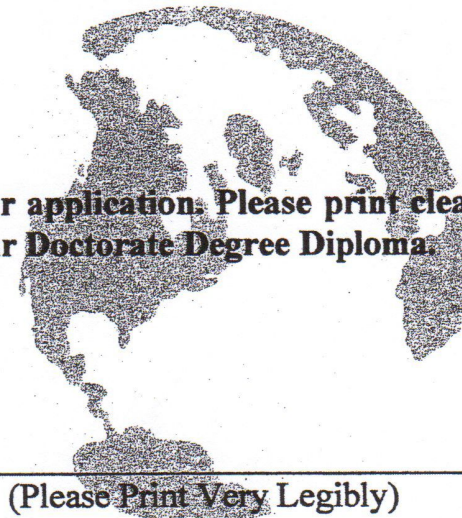 r application. Please print clea
r Doctorate Degree Diploma.
(Please Print Very Legibly)